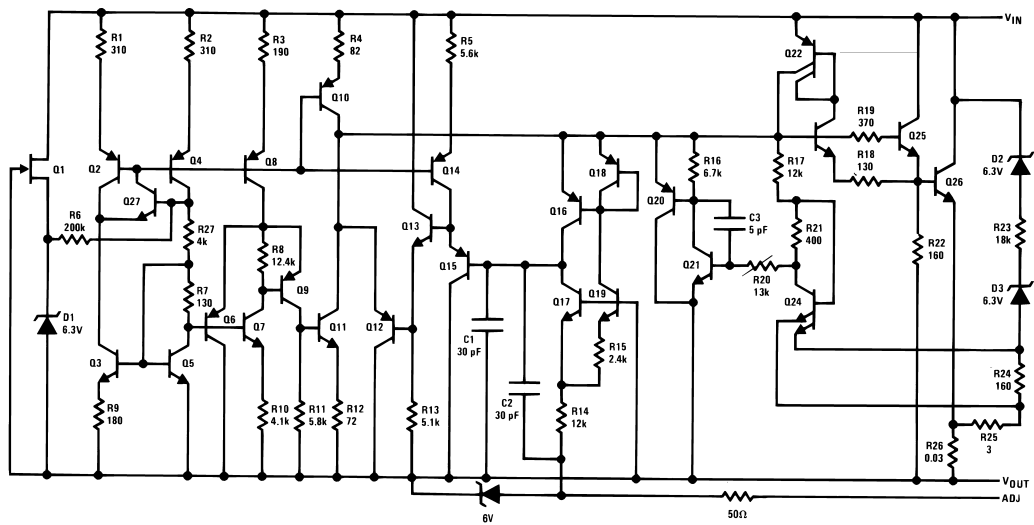 VIN
R1
310
R2
310
R3
190
R4
82
R5
5.6k
Q22
Q10
R19
370
Q25
R18
130
D2
6.3V
Q1
Q2
Q4
Q8
Q14
Q18
R16
6.7k
R17
12k
Q26
Q27
R6
200k
R27
4k
Q13
Q16
Q20
C3
5 pF
R21
400
R22
160
R23
18k
R8
12.4k
Q15
Q21
R20
13k
R7
130
Q9
D1
6.3V
Q6
Q7
Q11
Q12
Q17
Q19
Q24
D3
6.3V
C1
30 pF
R15
2.4k
Q3
Q5
C2
30 pF
R24
160
R9
180
R10
4.1k
R11
5.8k
R12
72
R13
5.1k
R14
12k
R26
0.03
R25
3
VOUT
ADJ
6V
50Ω